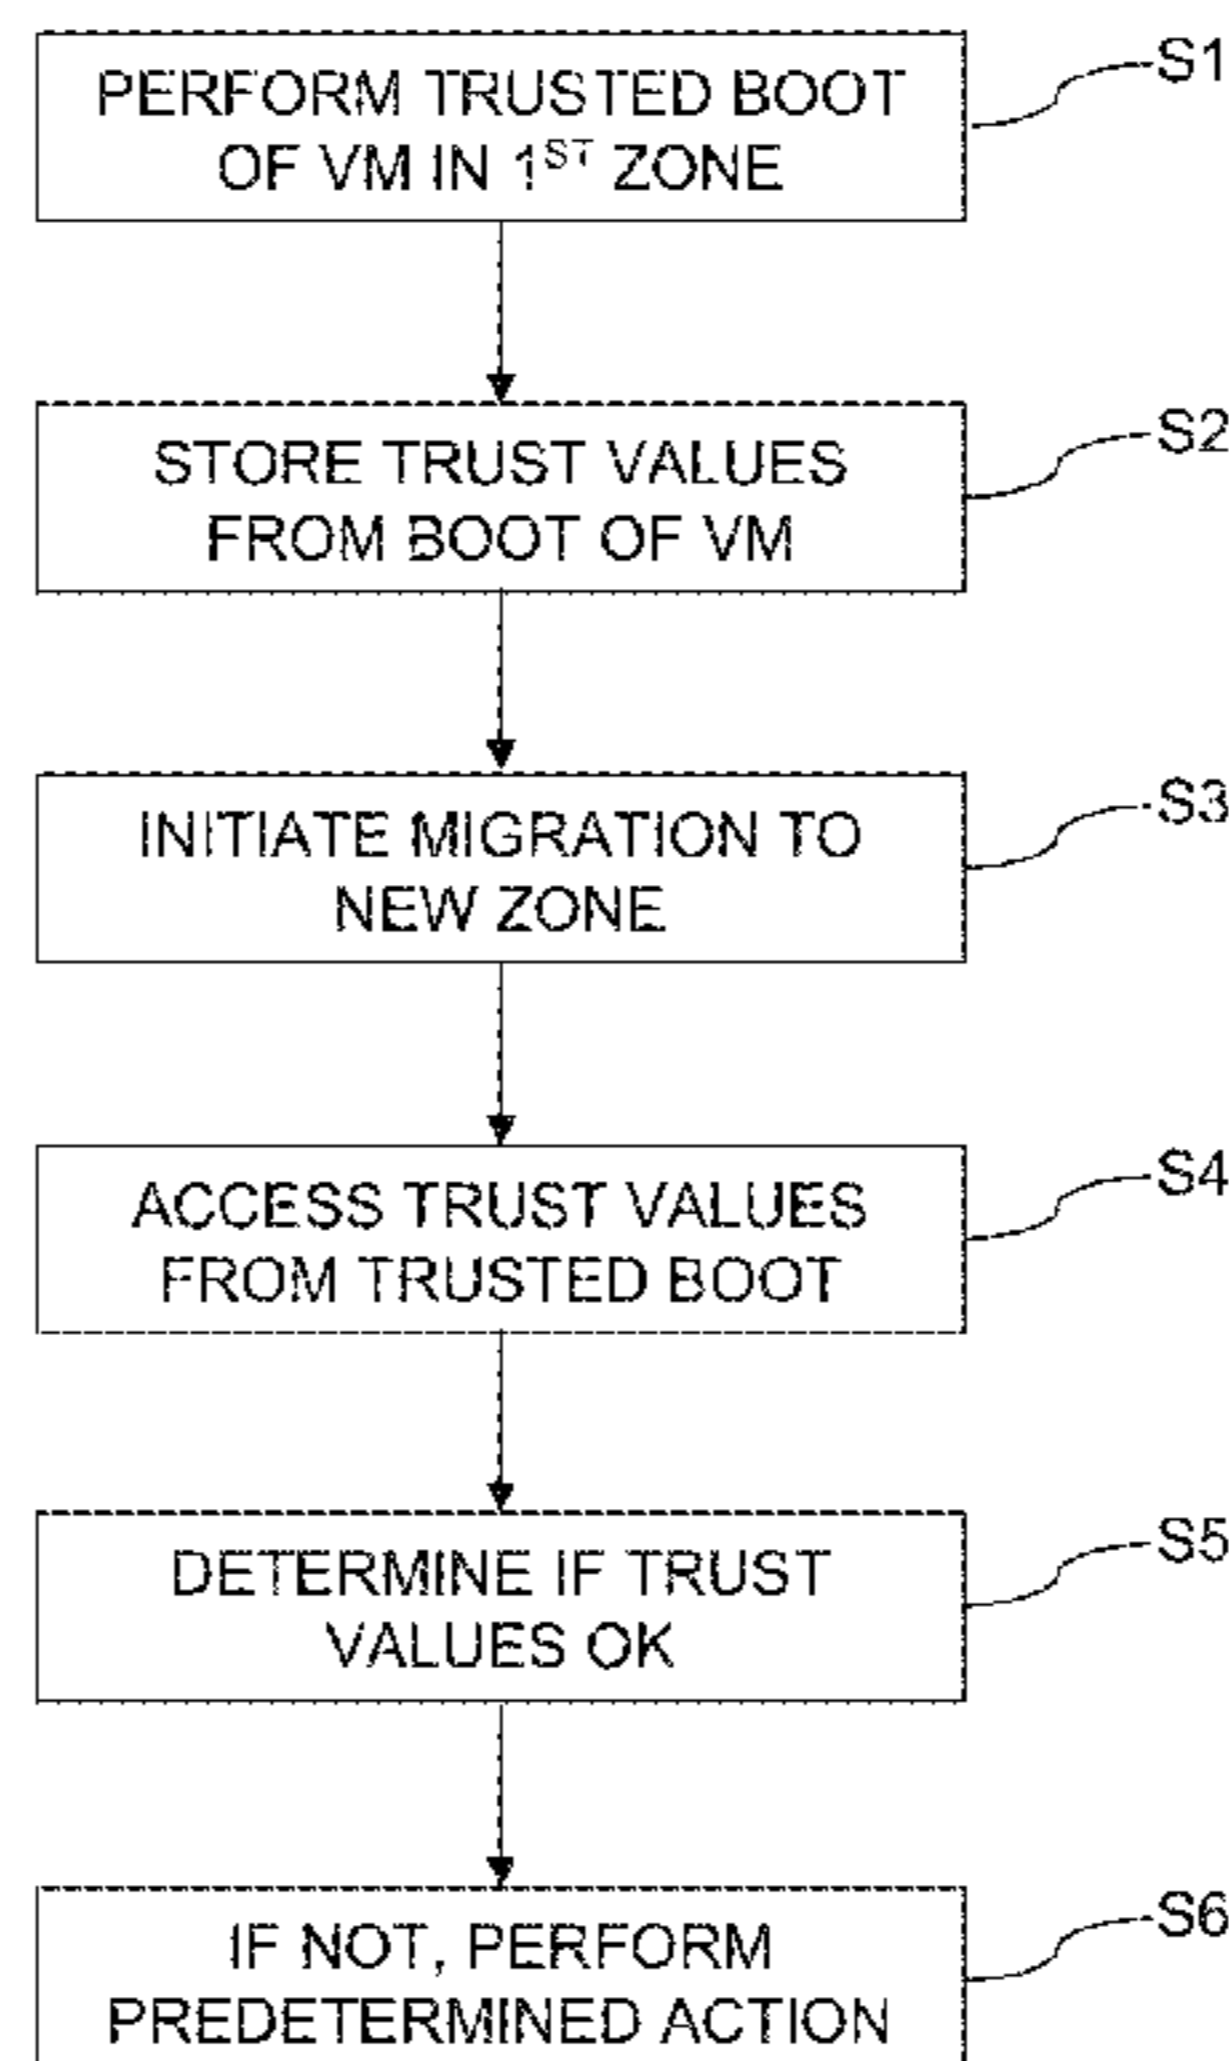 PERFORM TRUSTED BOOT
OF VM IN 1ST ZONE
S1
STORE TRUST VALUES
FROM BOOT OF VM
S2
INITIATE MIGRATION TO
NEW ZONE
S3
ACCESS TRUST VALUES
FROM TRUSTED BOOT
S4
DETERMINE IF TRUST
VALUES OK
S5
IF NOT, PERFORM
PREDETERMINED ACTION
S6